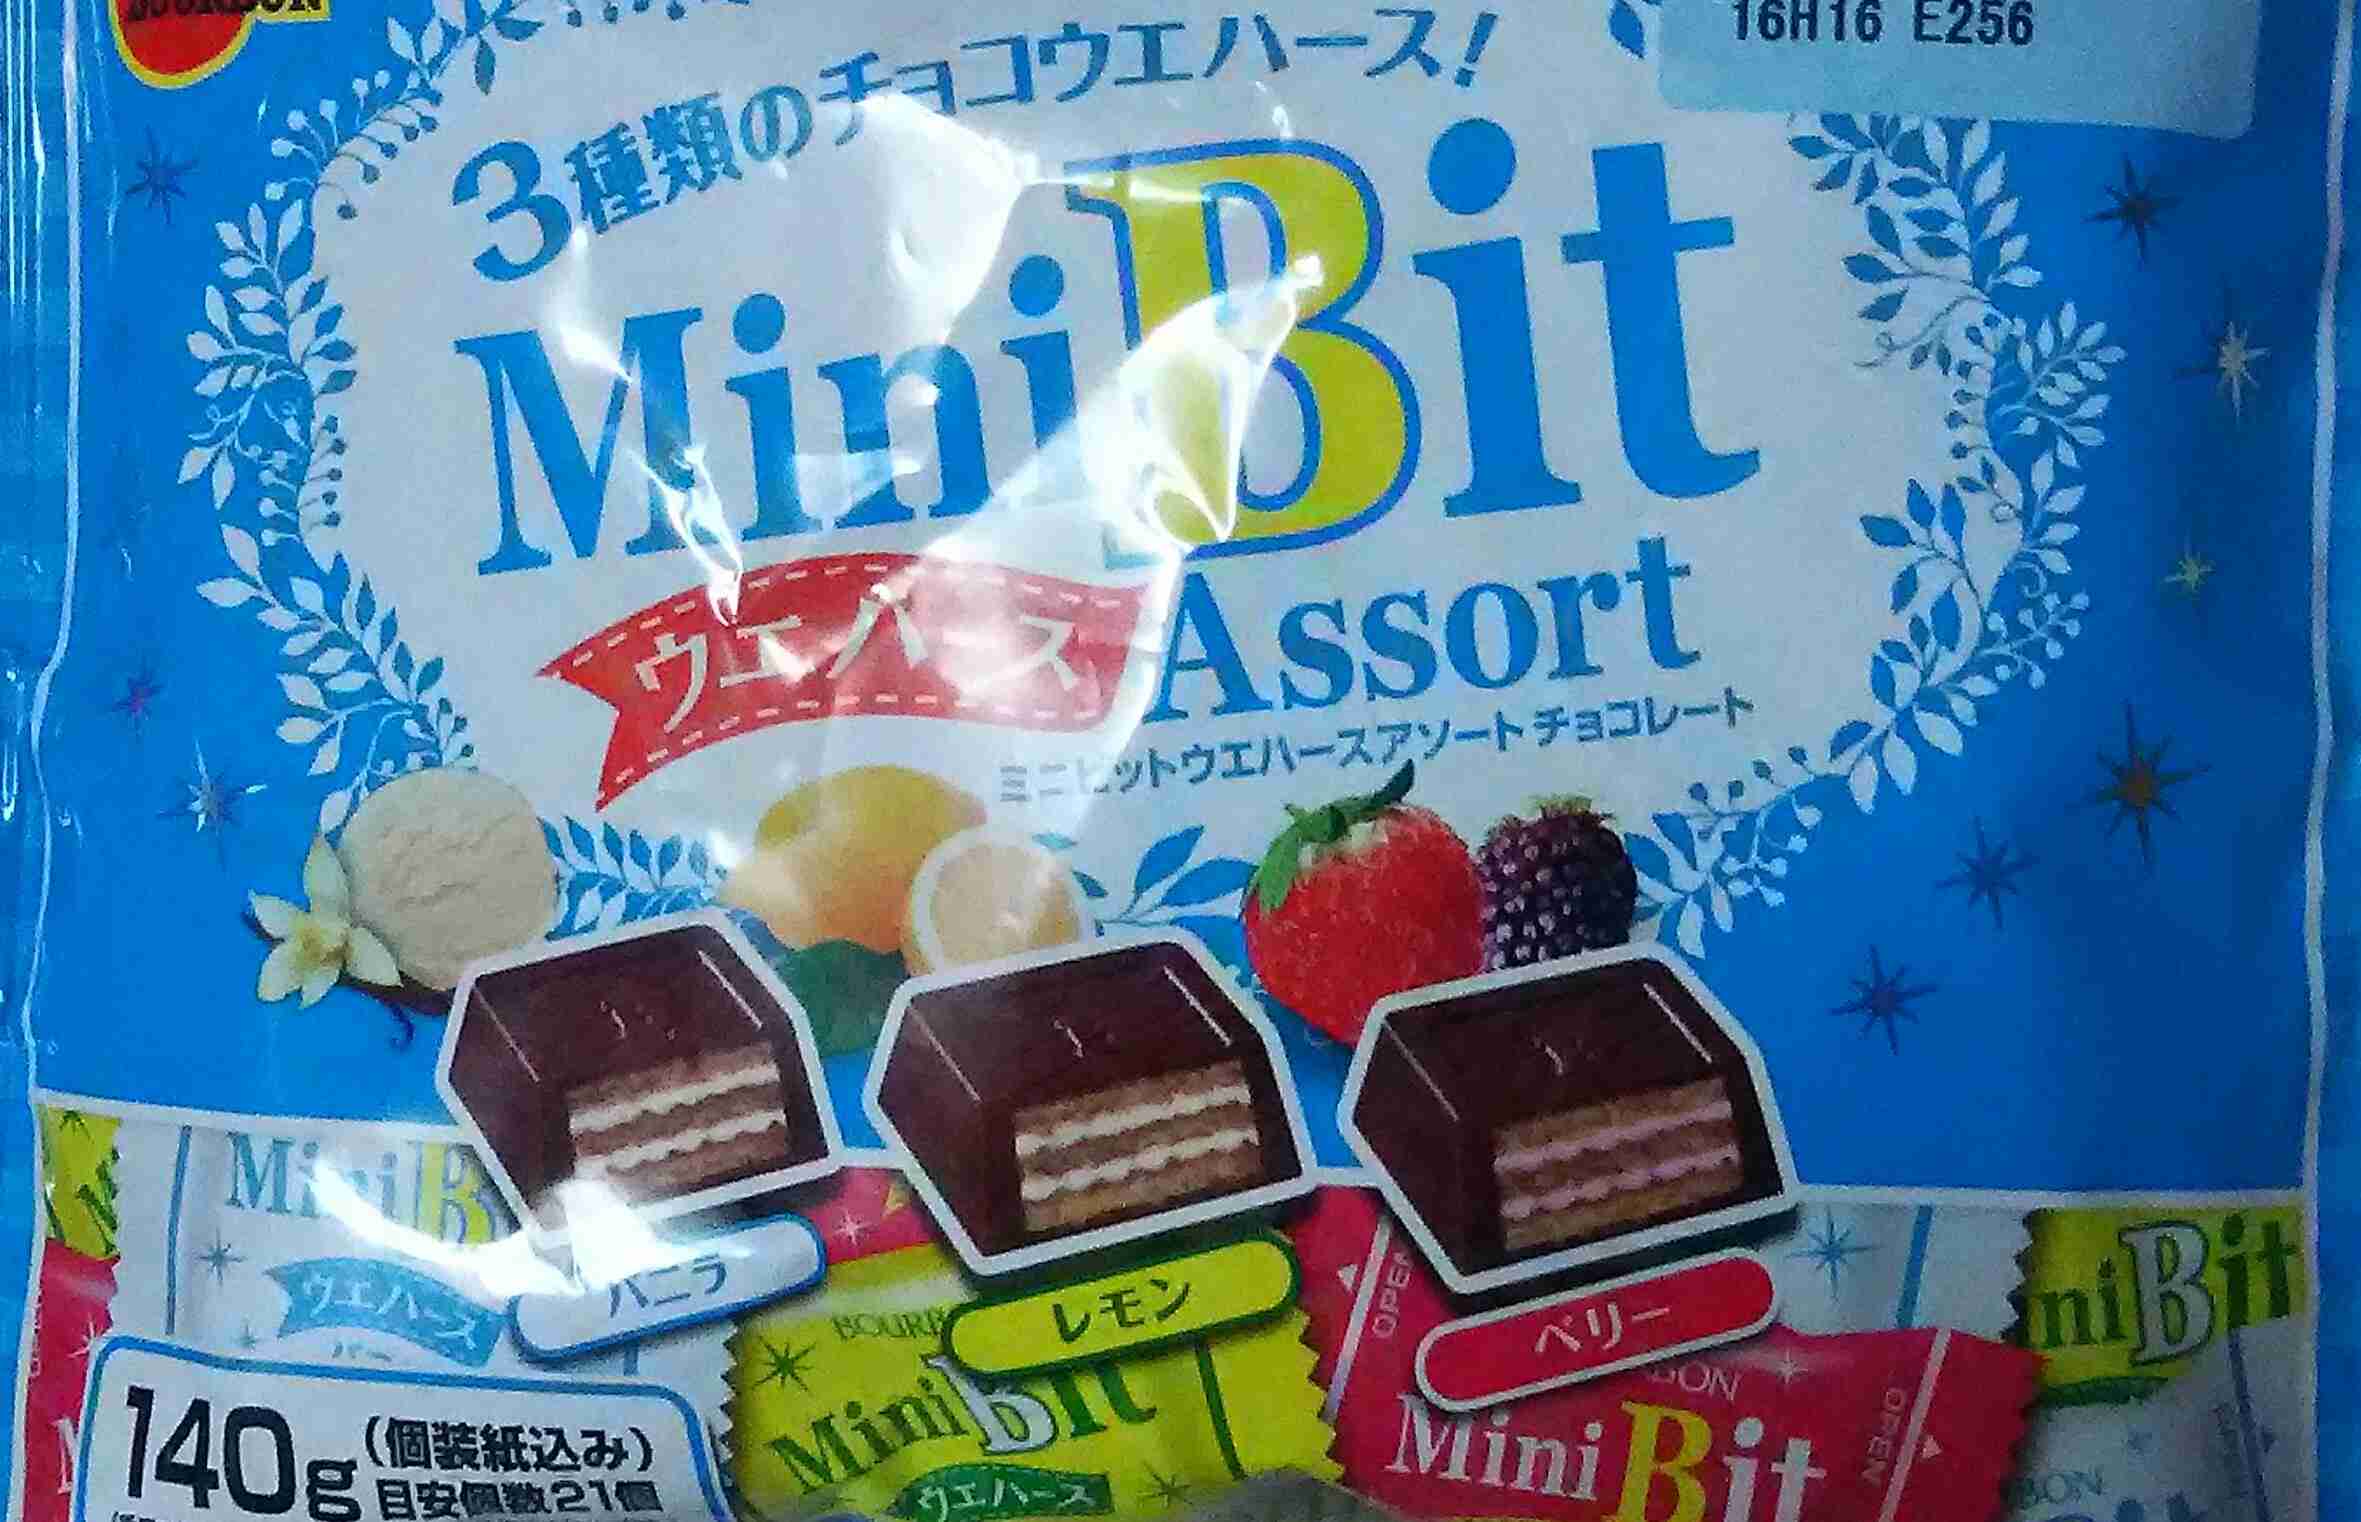 BOURBON
16H16 E256
3種類のチョコウエハース!
MiniBit
ウエハース
Assort
ミニビットウエハースアソートチョコレート
バニラ
レモン
ベリー
MiniB
ウエハース
MiniBit
ウエハース
OPEN
MiniBit
OPEN
niBit
140g
(個装紙込み)
目安個数21個